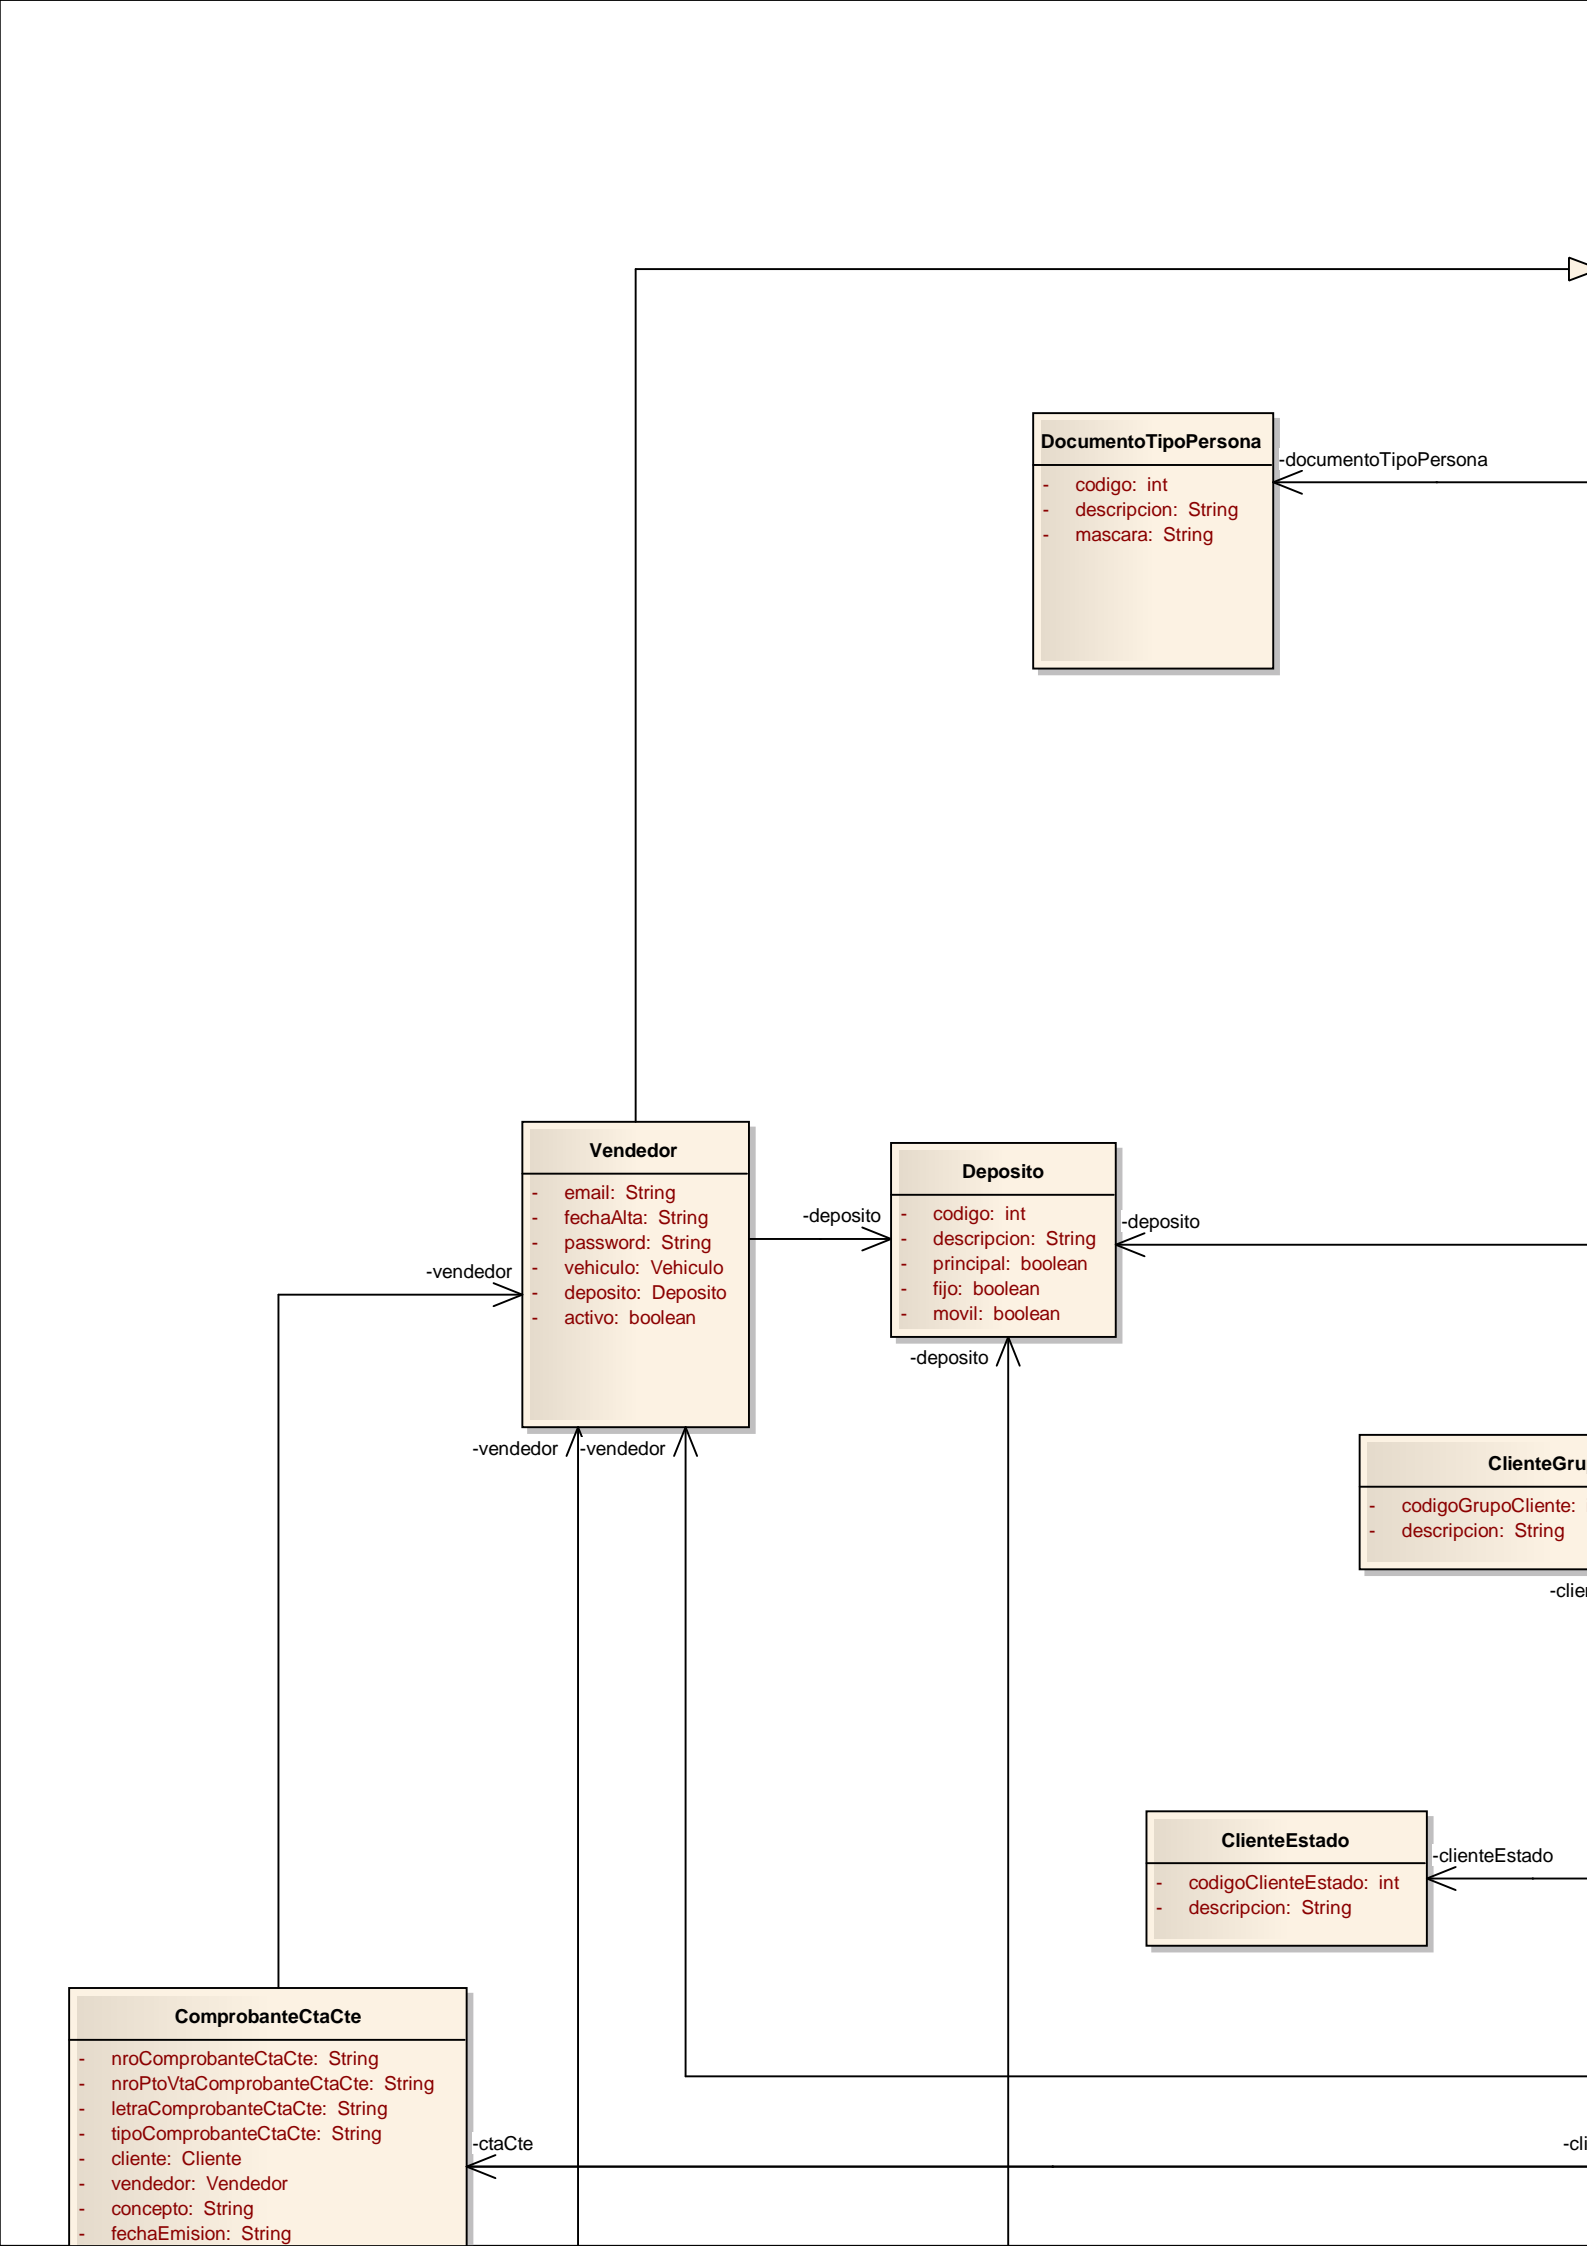 DocumentoTipoPersona
- codigo: int
- descripcion: String
- mascara: String
-documentoTipoPersona
Vendedor
- email: String
- fechaAlta: String
- password: String
- vehiculo: Vehiculo
- deposito: Deposito
- activo: boolean
-deposito
Deposito
- codigo: int
- descripcion: String
- principal: boolean
- fijo: boolean
- movil: boolean
-deposito
-vendedor
-deposito
-vendedor
-vendedor
ClienteGru
- codigoGrupoCliente:
- descripcion: String
-clie
ClienteEstado
- codigoClienteEstado: int
- descripcion: String
-clienteEstado
ComprobanteCtaCte
- nroComprobanteCtaCte: String
- nroPtoVtaComprobanteCtaCte: String
- letraComprobanteCtaCte: String
- tipoComprobanteCtaCte: String
- cliente: Cliente
- vendedor: Vendedor
- concepto: String
- fechaEmision: String
-ctaCte
-cli